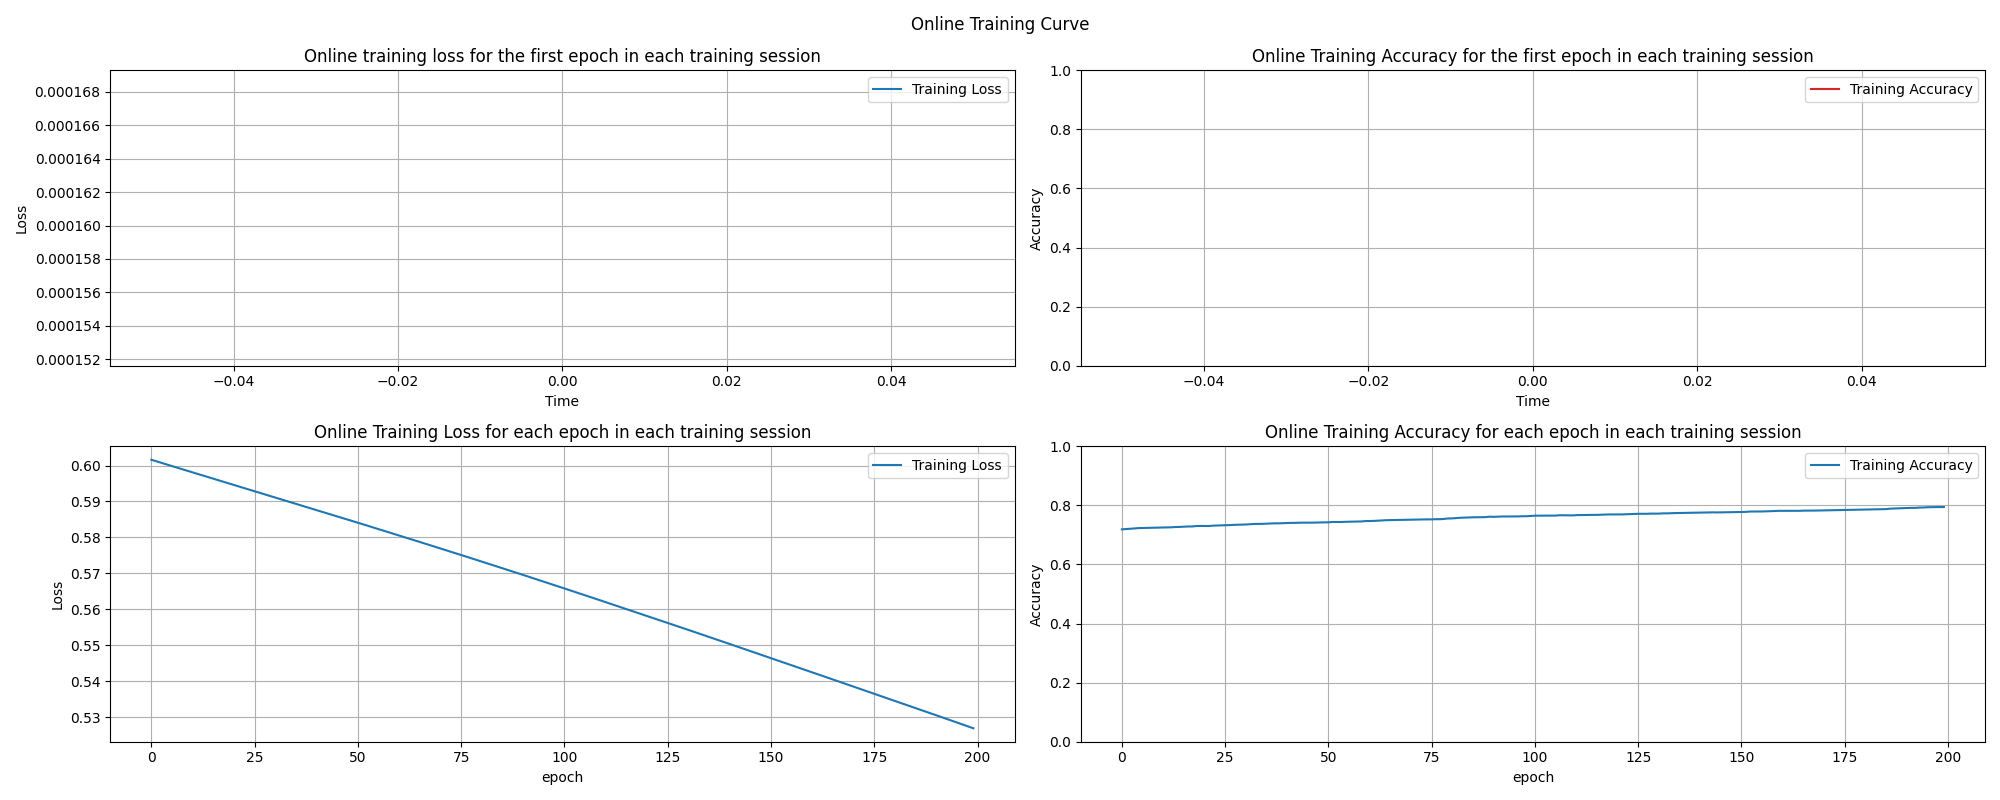 Online Training Curve
Online training loss for the first epoch in each training session
Training Loss
0.000168
0.000166
0.000164
0.000162
0.000160
0.000158
0.000156
0.000154
0.000152
Loss
−0.04 −0.02 0.00 0.02 0.04
Time
Online Training Accuracy for the first epoch in each training session
Training Accuracy
1.0
0.8
0.6
0.4
0.2
0.0
Accuracy
−0.04 −0.02 0.00 0.02 0.04
Time
Online Training Loss for each epoch in each training session
Training Loss
0.60
0.59
0.58
0.57
0.56
0.55
0.54
0.53
Loss
0 25 50 75 100 125 150 175 200
epoch
Online Training Accuracy for each epoch in each training session
Training Accuracy
1.0
0.8
0.6
0.4
0.2
0.0
Accuracy
0 25 50 75 100 125 150 175 200
epoch